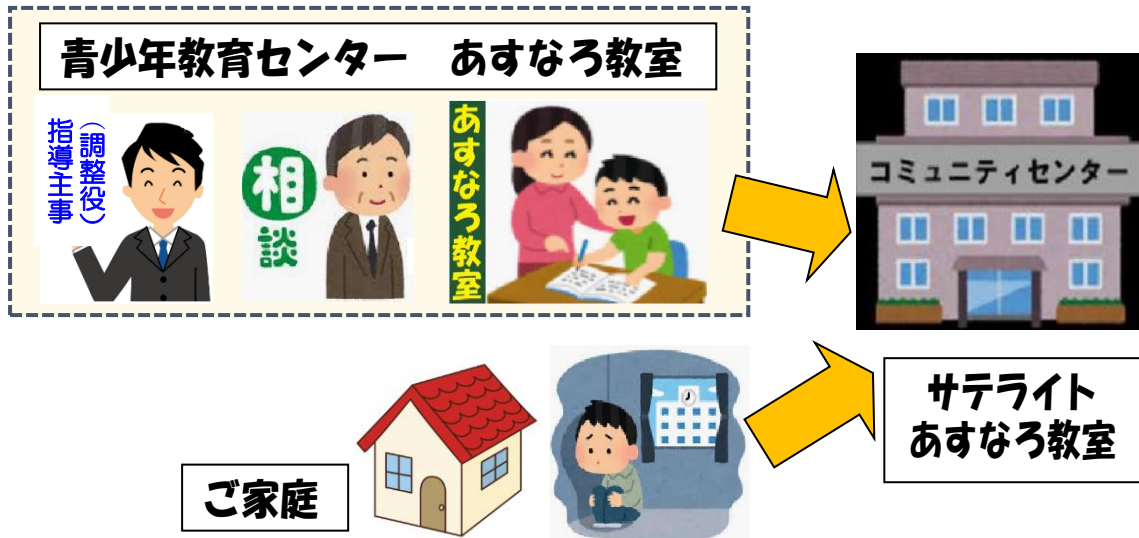 青少年教育センター　あすなろ教室
（調整役）
指導主事
相談
あすなろ教室
コミュニティセンター
サテライト
あすなろ教室
ご家庭